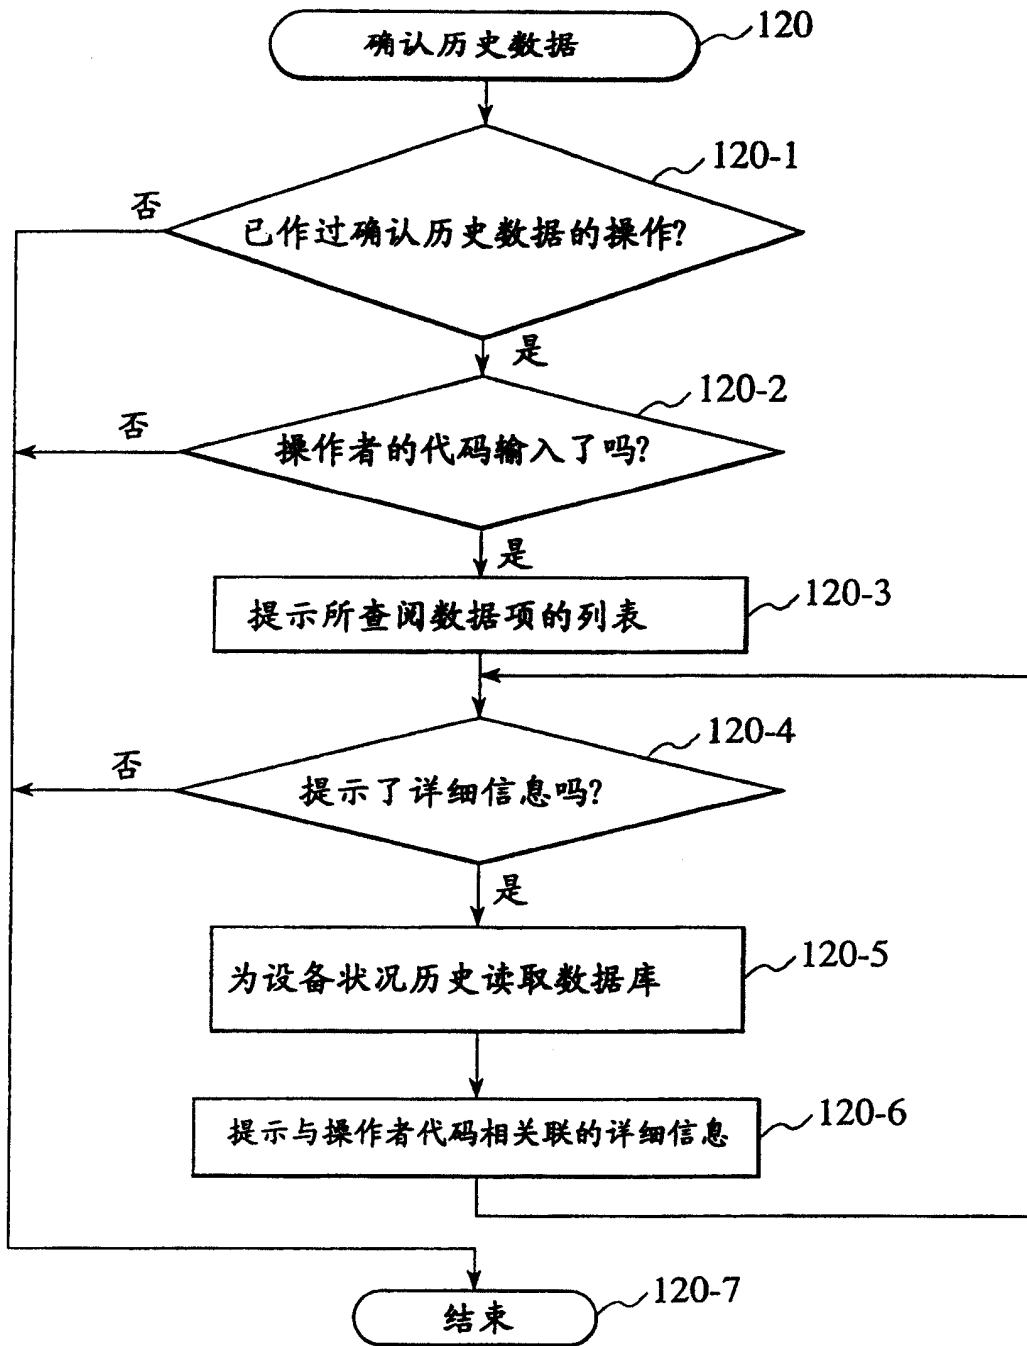 确认历史数据
120
120-1
否
已作过确认历史数据的操作?
是
120-2
否
操作者的代码输入了吗?
是
提示所查阅数据项的列表
120-3
120-4
否
提示了详细信息吗?
是
为设备状况历史读取数据库
120-5
提示与操作者代码相关联的详细信息
120-6
结束
120-7